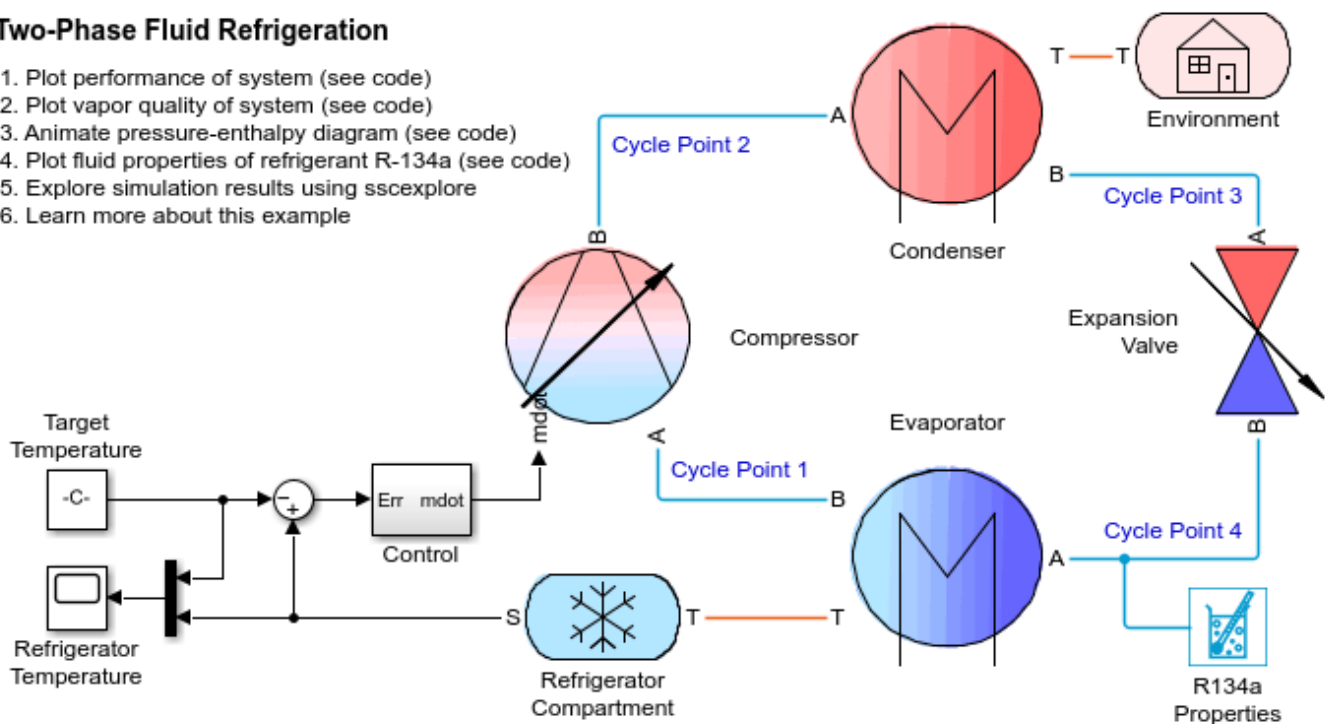 Two-Phase Fluid Refrigeration
1. Plot performance of system (see code)
2. Plot vapor quality of system (see code)
3. Animate pressure-enthalpy diagram (see code)
4. Plot fluid properties of refrigerant R-134a (see code)
5. Explore simulation results using sscexplore
6. Learn more about this example
T
T
Environment
A
Cycle Point 2
B
Cycle Point 3
Condenser
B
A
Expansion
Valve
Compressor
mdot
A
B
Evaporator
Target
Temperature
-C-
Cycle Point 1
B
Err mdot
Control
Cycle Point 4
A
S
T
T
Refrigerator
Temperature
Refrigerator
Compartment
R134a
Properties